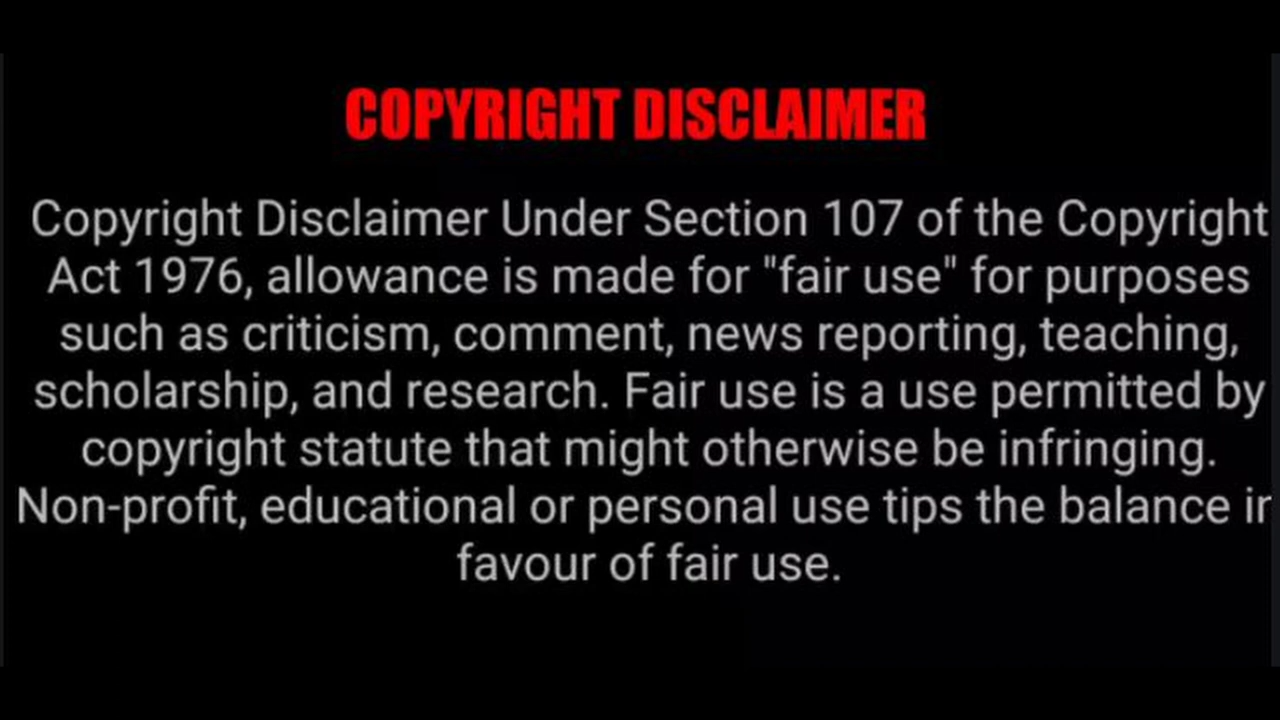 COPYRIGHT DISCLAIMER
Copyright Disclaimer Under Section 107 of the Copyright
Act 1976, allowance is made for "fair use" for purposes
such as criticism, comment, news reporting, teaching,
scholarship, and research. Fair use is a use permitted by
copyright statute that might otherwise be infringing.
Non-profit, educational or personal use tips the balance in
favour of fair use.